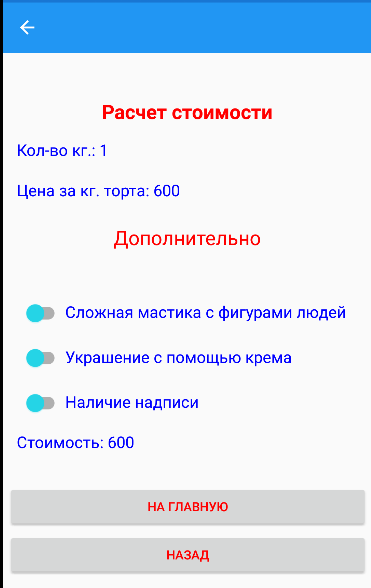 Расчет стоимости
Кол-во кг.: 1
Цена за кг. торта: 600
Дополнительно
Сложная мастика с фигурами людей
Украшение с помощью крема
Наличие надписи
Стоимость: 600
НА ГЛАВНУЮ
НАЗАД